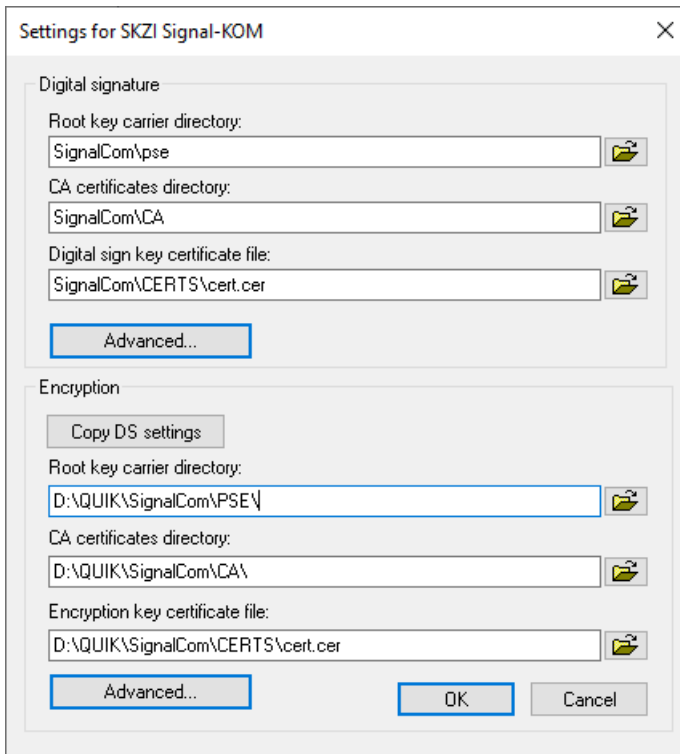 Settings for SKZI Signal-KOM
Digital signature
Root key carrier directory:
SignalCom\pse
CA certificates directory:
SignalCom\CA
Digital sign key certificate file:
SignalCom\CERTS\cert.cer
Advanced...
Encryption
Copy DS settings
Root key carrier directory:
D:\QUIK\SignalCom\PSE\
CA certificates directory:
D:\QUIK\SignalCom\CA\
Encryption key certificate file:
D:\QUIK\SignalCom\CERTS\cert.cer
Advanced...
OK
Cancel